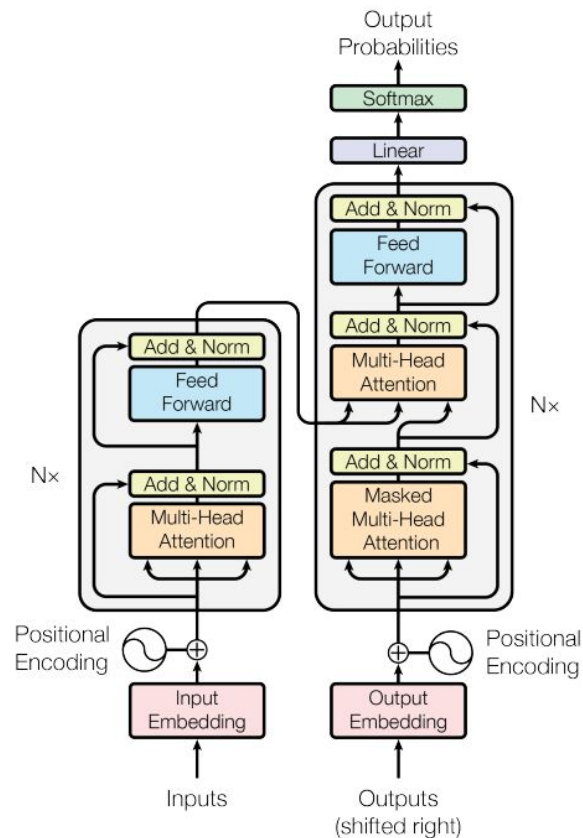 Output
Probabilities
Softmax
Linear
Add & Norm
Feed
Forward
Add & Norm
Multi-Head
Attention
Add & Norm
Masked
Multi-Head
Attention
N×
Positional
Encoding
Output
Embedding
Outputs
(shifted right)
Add & Norm
Feed
Forward
Add & Norm
Multi-Head
Attention
N×
Positional
Encoding
Input
Embedding
Inputs